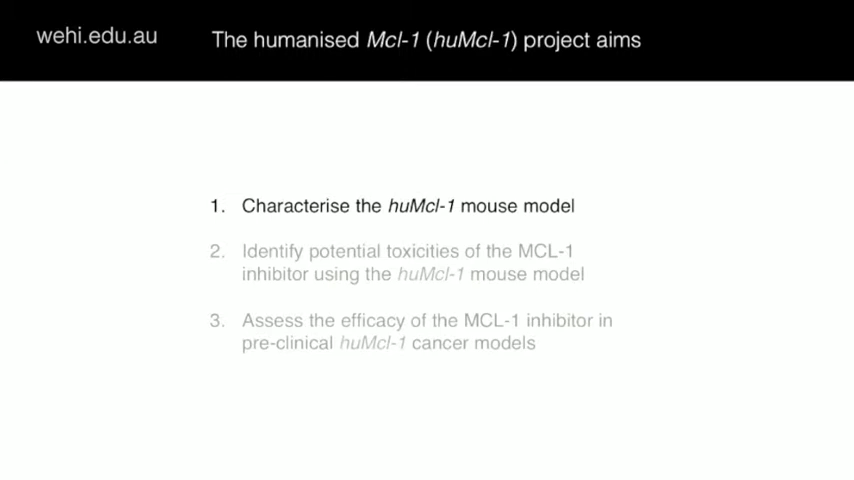 wehi.edu.au
The humanised Mcl-1 (huMcl-1) project aims
1. Characterise the huMcl-1 mouse model
2. Identify potential toxicities of the MCL-1
inhibitor using the huMcl-1 mouse model
3. Assess the efficacy of the MCL-1 inhibitor in
pre-clinical huMcl-1 cancer models